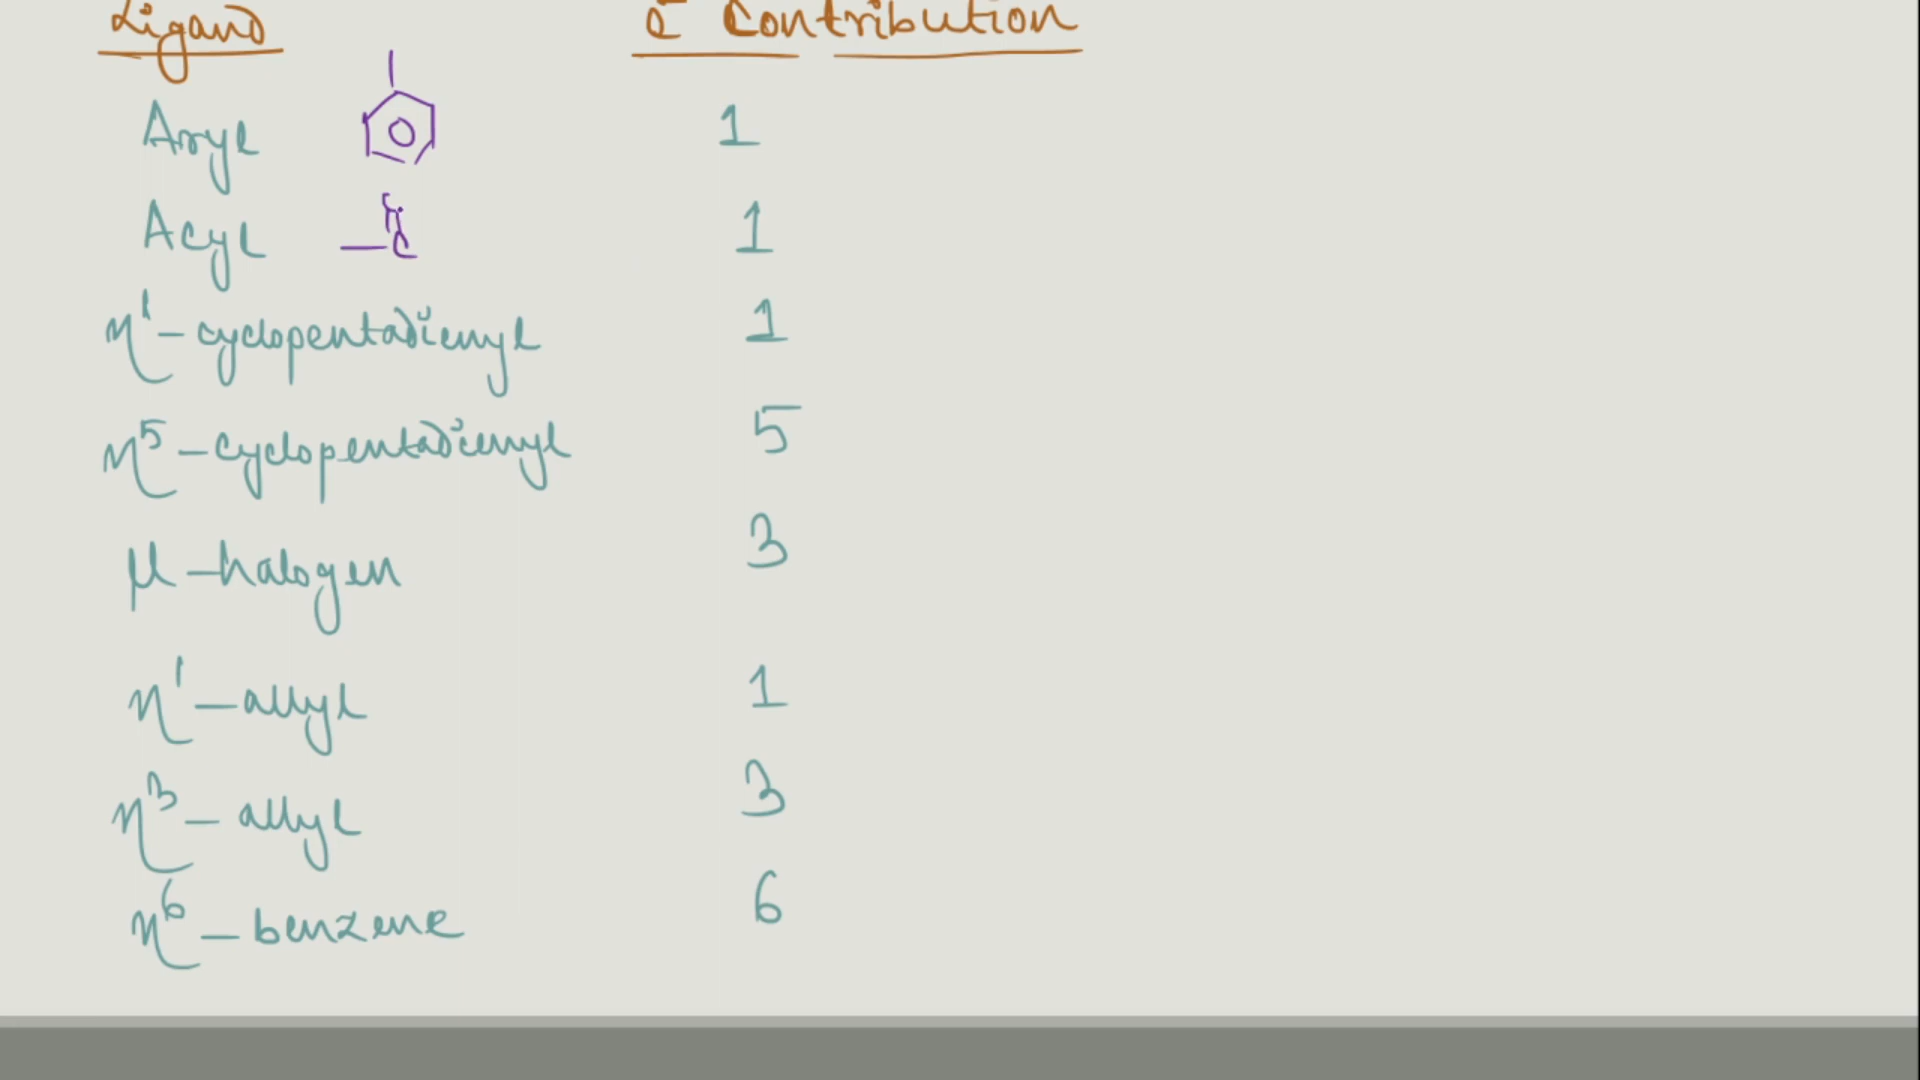 Ligand ē Contribution
Aryl 1
Acyl 1
η¹-cyclopentadienyl 1
η⁵-cyclopentadienyl 5
μ-halogen 3
η¹-allyl 1
η³-allyl 3
η⁶-benzene 6